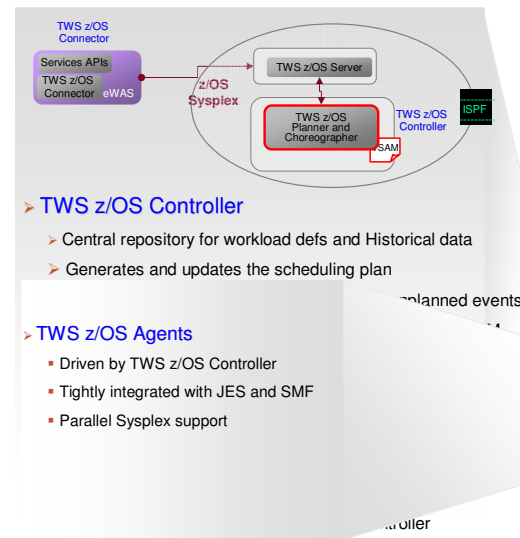 TWS z/OS
Connector
Services APIs
TWS z/OS
Connector
eWAS
z/OS
Sysplex
TWS z/OS Server
TWS z/OS
Planner and
Choreographer
TWS z/OS
Controller
VSAM
ISPF
TWS z/OS Controller
Central repository for workload defs and Historical data
Generates and updates the scheduling plan
events
TWS z/OS Agents
Driven by TWS z/OS Controller
Tightly integrated with JES and SMF
Parallel Sysplex support